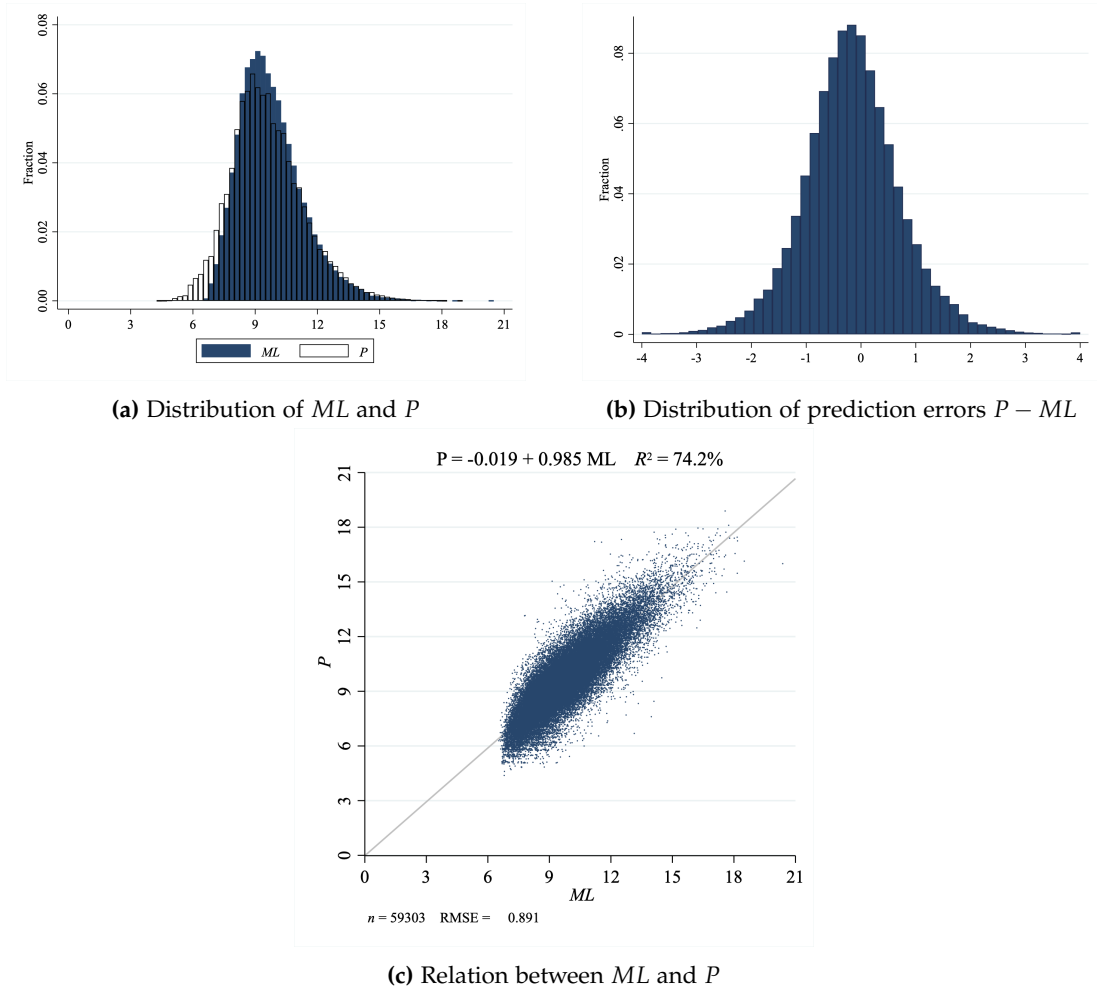 0.08
0.06
0.04
0.02
0.00
Fraction
0 3 6 9 12 15 18 21
ML P
(a) Distribution of ML and P
.08
.06
.04
.02
0
Fraction
-4 -3 -2 -1 0 1 2 3 4
(b) Distribution of prediction errors P − ML
P = -0.019 + 0.985 ML R² = 74.2%
21
18
15
12
9
6
3
0
P
0 3 6 9 12 15 18 21
ML
n = 59303 RMSE = 0.891
(c) Relation between ML and P